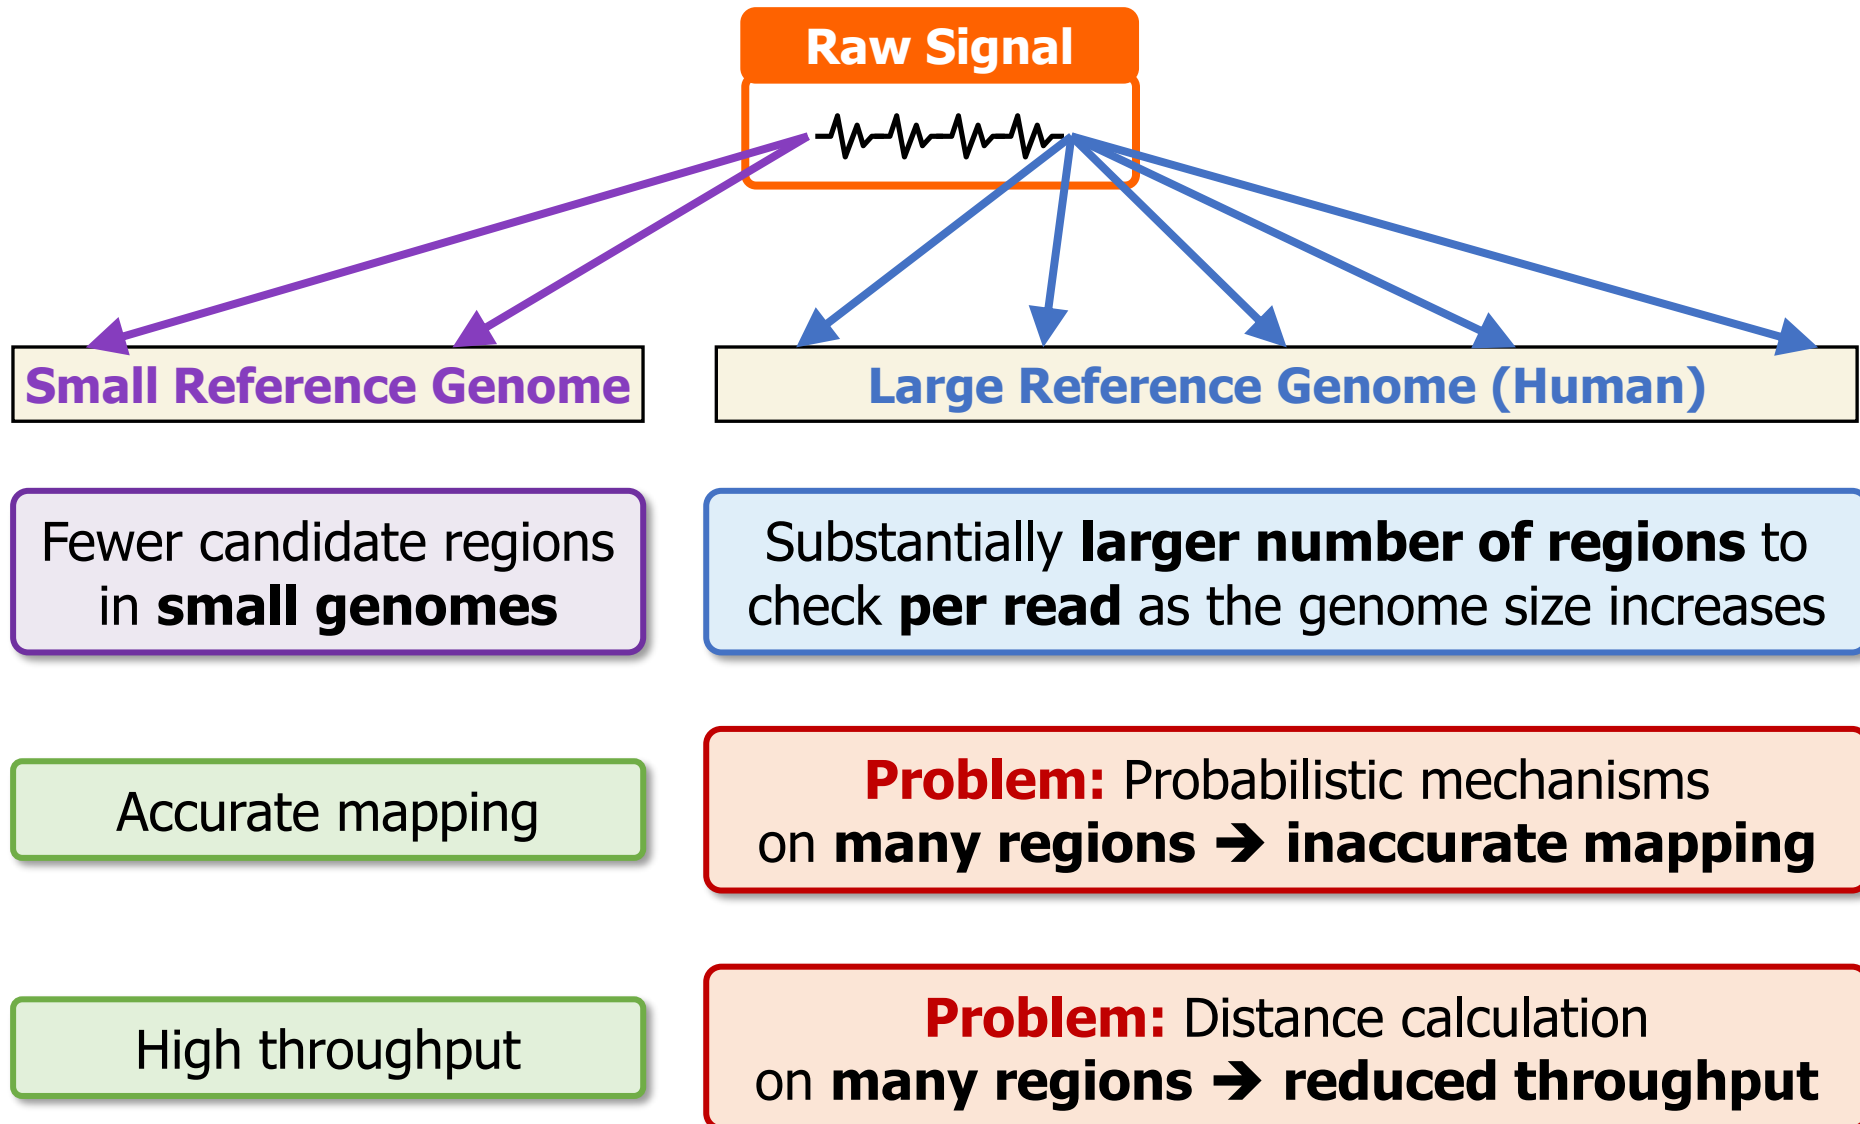 Raw Signal
Small Reference Genome
Large Reference Genome (Human)
Fewer candidate regions
in small genomes
Substantially larger number of regions to
check per read as the genome size increases
Accurate mapping
Problem: Probabilistic mechanisms
on many regions ➔ inaccurate mapping
High throughput
Problem: Distance calculation
on many regions ➔ reduced throughput